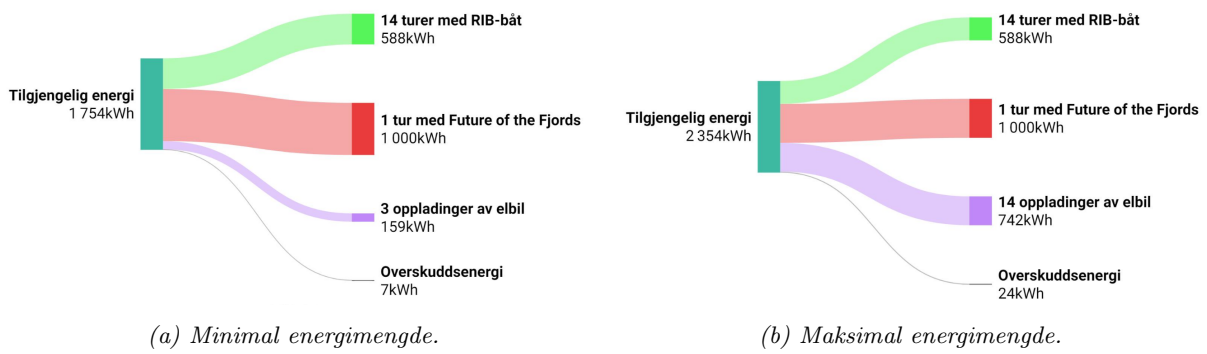 14 turer med RIB-båt
588kWh
Tilgjengelig energi
1 754kWh
1 tur med Future of the Fjords
1 000kWh
3 oppladinger av elbil
159kWh
Overskuddsenergi
7kWh
(a) Minimal energimengde.
14 turer med RIB-båt
588kWh
Tilgjengelig energi
2 354kWh
1 tur med Future of the Fjords
1 000kWh
14 oppladinger av elbil
742kWh
Overskuddsenergi
24kWh
(b) Maksimal energimengde.